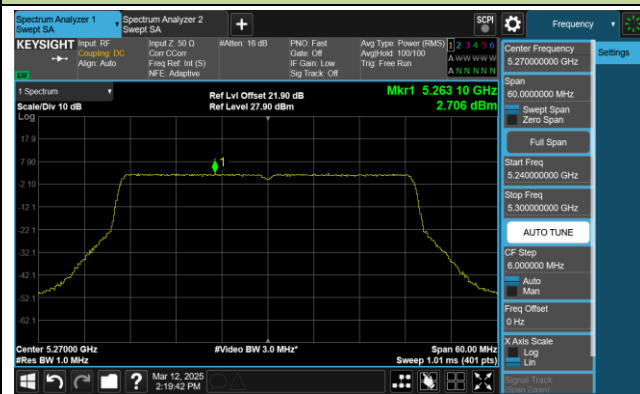 Spectrum Analyzer 1
Swept SA
Spectrum Analyzer 2
Swept SA
+
SCPI
Frequency
KEYSIGHT
Input: RF
Coupling: DC
Align: Auto
Input Z: 50 Ω
Corr CCorr
Freq Ref: Int (S)
NFE: Adaptive
#Atten: 16 dB
PNO: Fast
Gate: Off
IF Gain: Low
Sig Track: Off
Avg Type: Power (RMS)
Avg|Hold: 100/100
Trig: Free Run
1 2 3 4 5 6
A W W W W W
A N N N N N
LXI
1 Spectrum
Scale/Div 10 dB
Log
Ref Lvl Offset 21.90 dB
Ref Level 27.90 dBm
Mkr1 5.263 10 GHz
2.706 dBm
17.9
7.90
-2.10
-12.1
-22.1
-32.1
-42.1
-52.1
-62.1
1
Center 5.27000 GHz
#Res BW 1.0 MHz
#Video BW 3.0 MHz*
Span 60.00 MHz
Sweep 1.01 ms (401 pts)
Mar 12, 2025
2:19:42 PM
?
Center Frequency
5.270000000 GHz
Settings
Span
60.0000000 MHz
Swept Span
Zero Span
Full Span
Start Freq
5.240000000 GHz
Stop Freq
5.300000000 GHz
AUTO TUNE
CF Step
6.000000 MHz
Auto
Man
Freq Offset
0 Hz
X Axis Scale
Log
Lin
Signal Track
(Span Zoom)